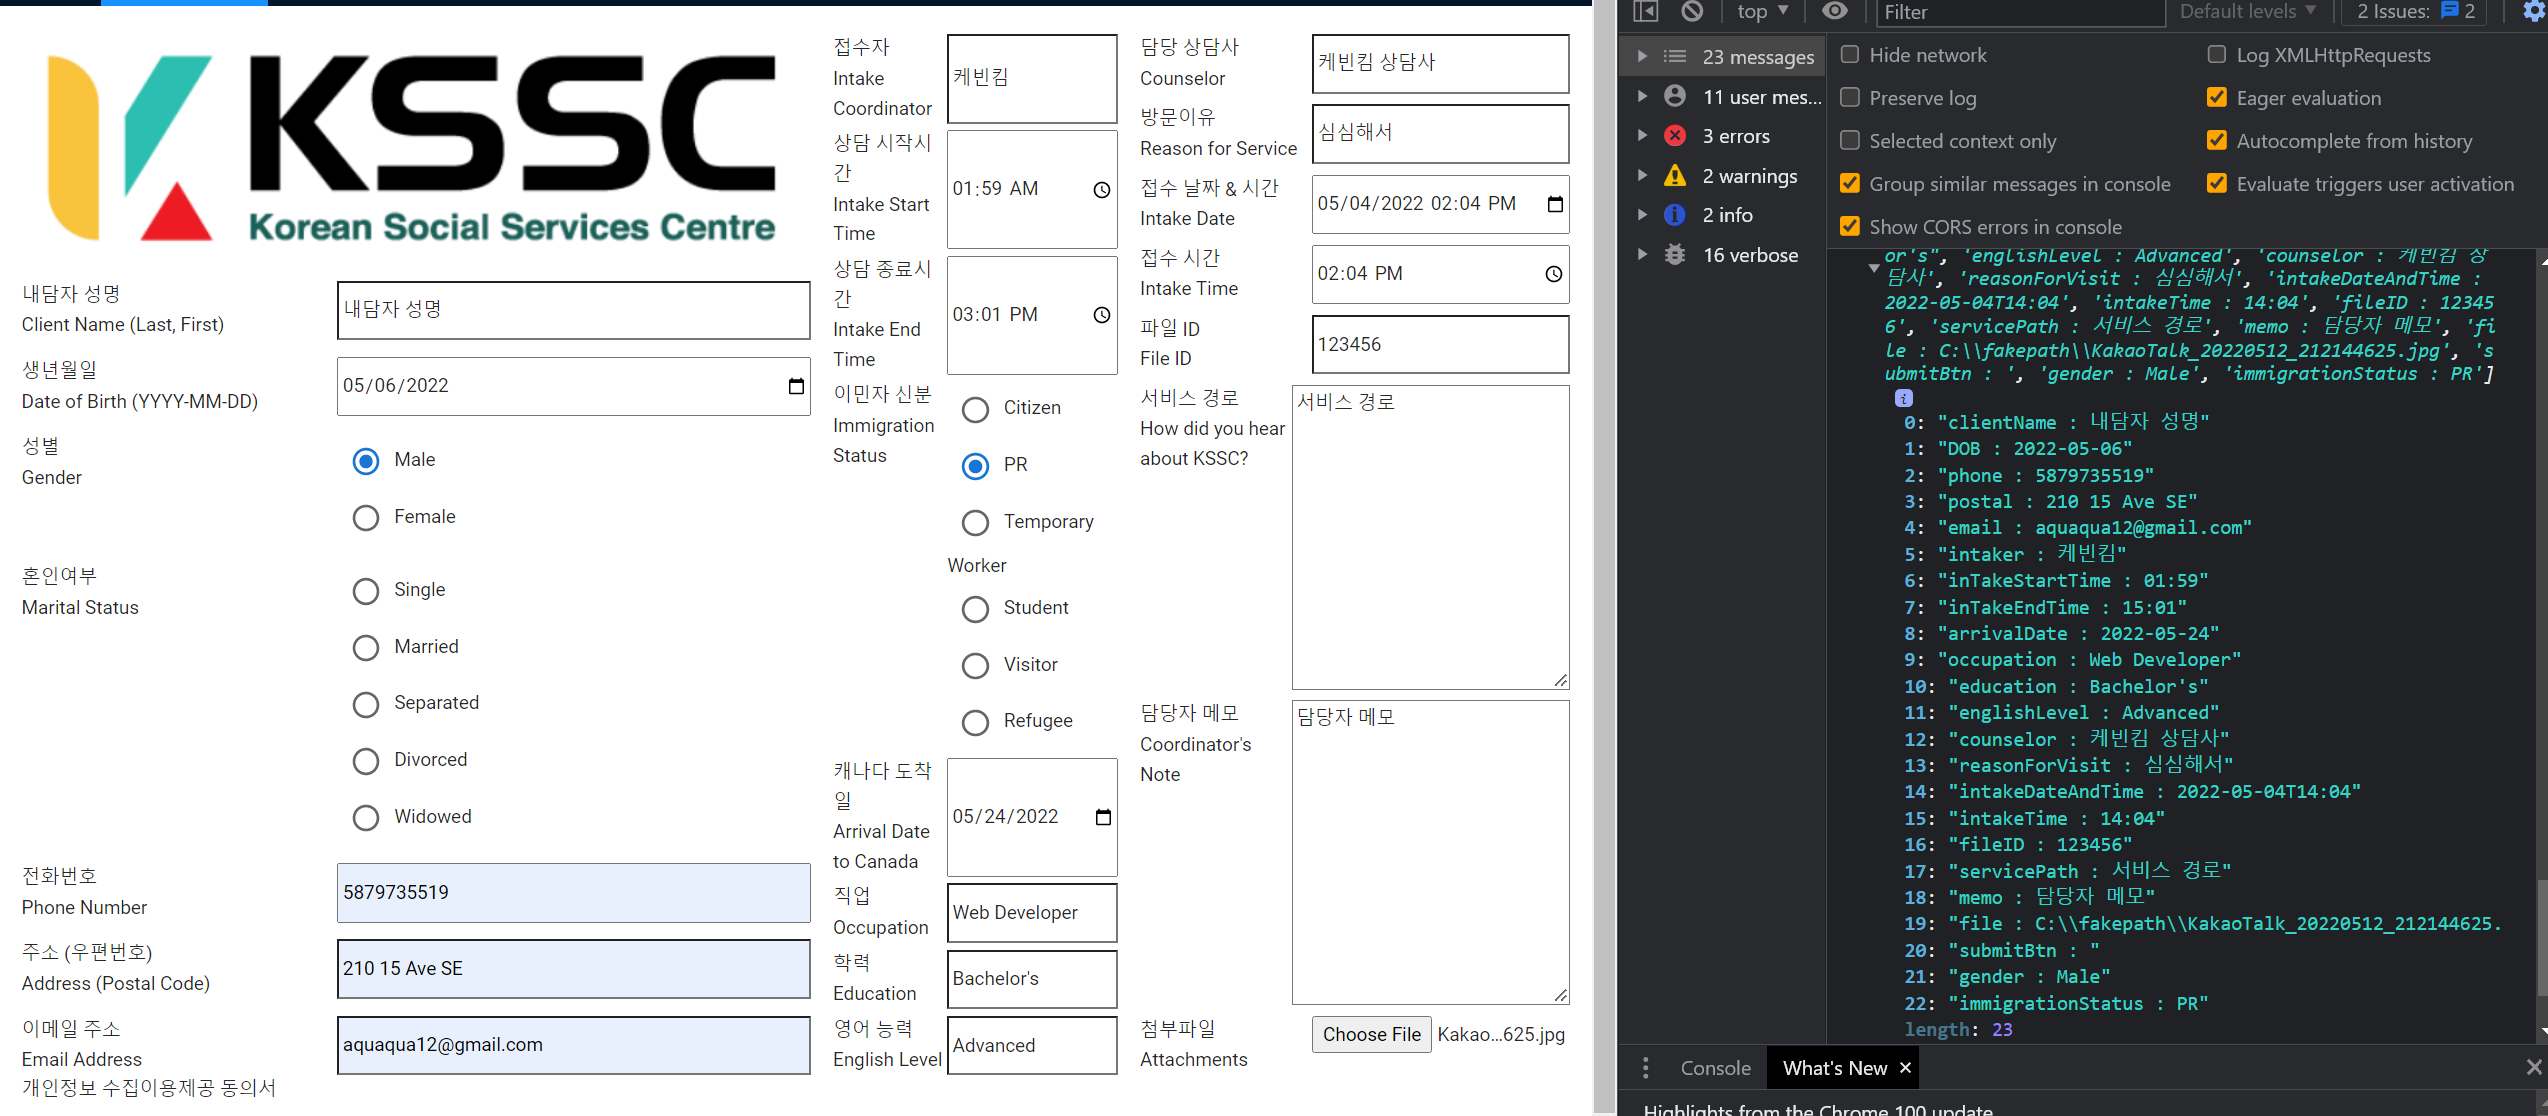 KSSC
Korean Social Services Centre
내담자 성명
Client Name (Last, First)
내담자 성명
생년월일
Date of Birth (YYYY-MM-DD)
05/06/2022
성별
Gender
Male
Female
혼인여부
Marital Status
Single
Married
Separated
Divorced
Widowed
전화번호
Phone Number
5879735519
주소 (우편번호)
Address (Postal Code)
210 15 Ave SE
이메일 주소
Email Address
aquaqua12@gmail.com
개인정보 수집이용제공 동의서
접수자
Intake
Coordinator
케빈킴
상담 시작시
간
Intake Start
Time
01:59 AM
상담 종료시
간
Intake End
Time
03:01 PM
이민자 신분
Immigration
Status
Citizen
PR
Temporary
Worker
Student
Visitor
Refugee
캐나다 도착
일
Arrival Date
to Canada
05/24/2022
직업
Occupation
Web Developer
학력
Education
Bachelor's
영어 능력
English Level
Advanced
담당 상담사
Counselor
케빈킴 상담사
방문이유
Reason for Service
심심해서
접수 날짜 & 시간
Intake Date
05/04/2022 02:04 PM
접수 시간
Intake Time
02:04 PM
파일 ID
File ID
123456
서비스 경로
How did you hear
about KSSC?
서비스 경로
담당자 메모
Coordinator's
Note
담당자 메모
첨부파일
Attachments
Choose File Kakao...625.jpg
top
Filter
Default levels
2 Issues: 2
23 messages
11 user mes...
3 errors
2 warnings
2 info
16 verbose
Hide network
Log XMLHttpRequests
Preserve log
Eager evaluation
Selected context only
Autocomplete from history
Group similar messages in console
Evaluate triggers user activation
Show CORS errors in console
or's", 'englishLevel : Advanced', 'counselor : 케빈킴 상
담사', 'reasonForVisit : 심심해서', 'intakeDateAndTime :
2022-05-04T14:04', 'intakeTime : 14:04', 'fileID : 12345
6', 'servicePath : 서비스 경로', 'memo : 담당자 메모', 'fi
le : C:\\fakepath\\KakaoTalk_20220512_212144625.jpg', 's
ubmitBtn : ', 'gender : Male', 'immigrationStatus : PR']
i
0: "clientName : 내담자 성명"
1: "DOB : 2022-05-06"
2: "phone : 5879735519"
3: "postal : 210 15 Ave SE"
4: "email : aquaqua12@gmail.com"
5: "intaker : 케빈킴"
6: "inTakeStartTime : 01:59"
7: "inTakeEndTime : 15:01"
8: "arrivalDate : 2022-05-24"
9: "occupation : Web Developer"
10: "education : Bachelor's"
11: "englishLevel : Advanced"
12: "counselor : 케빈킴 상담사"
13: "reasonForVisit : 심심해서"
14: "intakeDateAndTime : 2022-05-04T14:04"
15: "intakeTime : 14:04"
16: "fileID : 123456"
17: "servicePath : 서비스 경로"
18: "memo : 담당자 메모"
19: "file : C:\\fakepath\\KakaoTalk_20220512_212144625.
20: "submitBtn : "
21: "gender : Male"
22: "immigrationStatus : PR"
length: 23
Console
What's New
Highlights from the Chrome 100 update